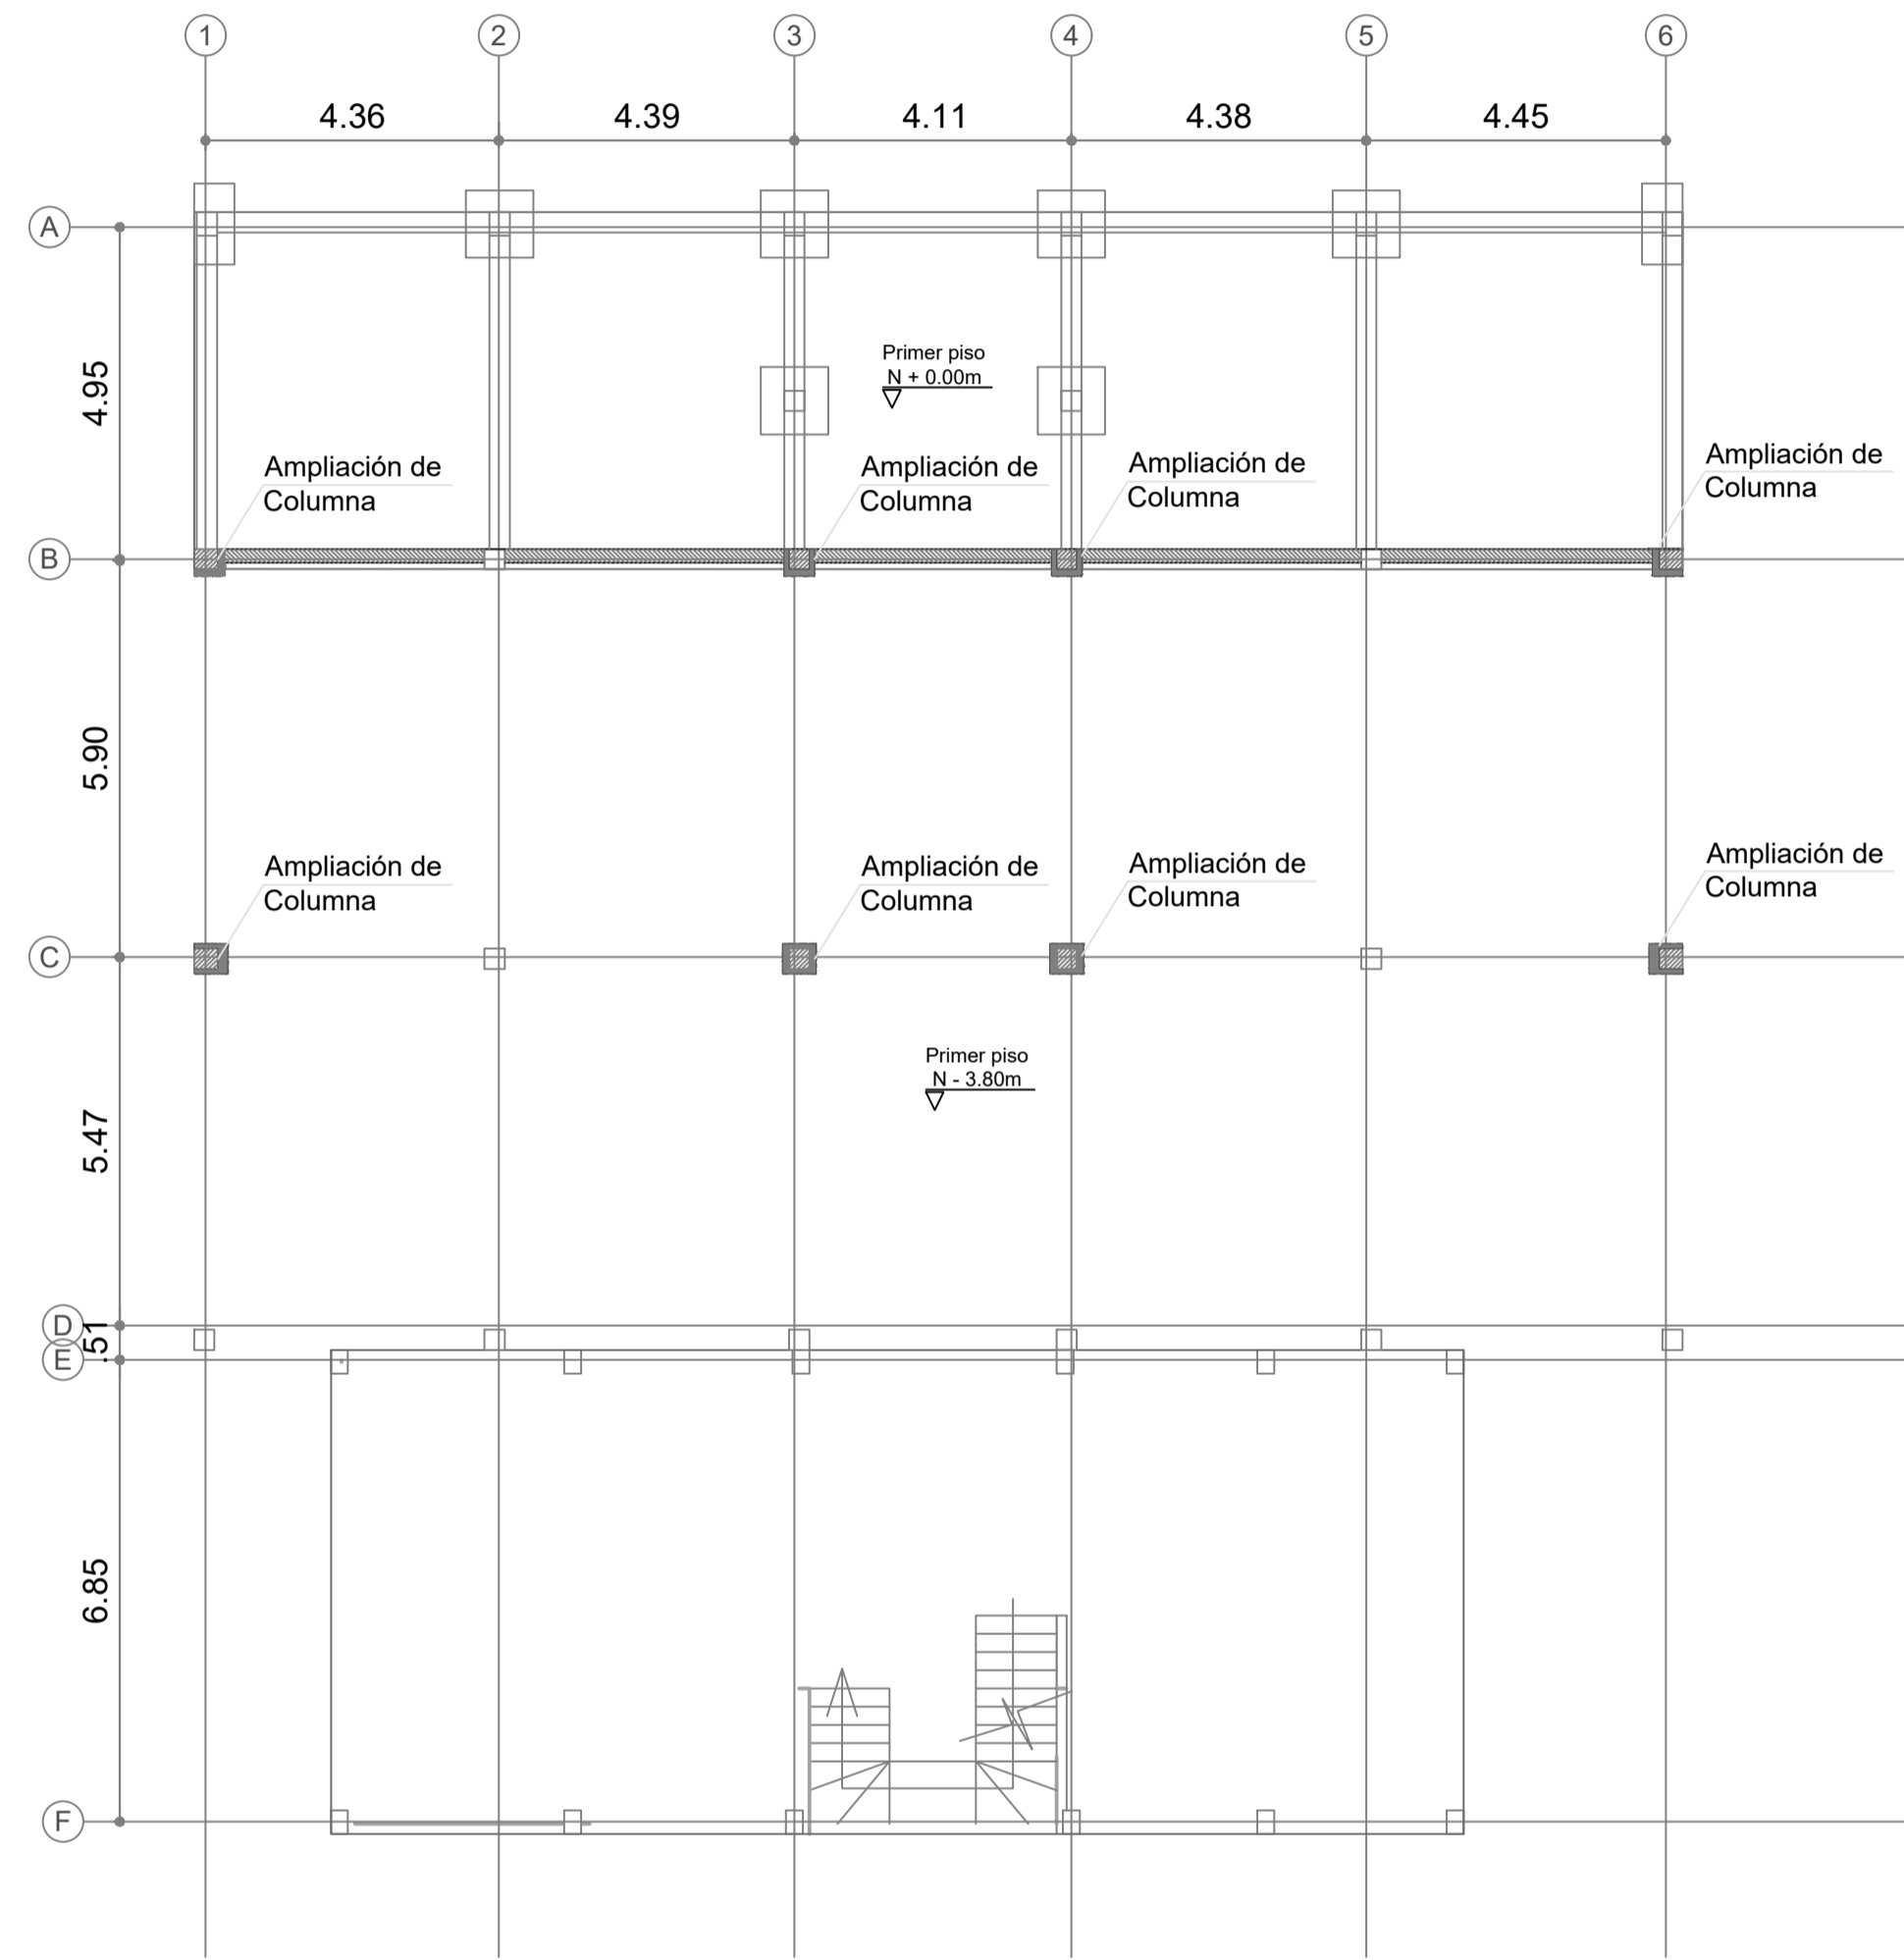 1 2 3 4 5 6
4.36 4.39 4.11 4.38 4.45
A
Primer piso
N + 0.00m
4.95
Ampliación de
Columna
Ampliación de
Columna
Ampliación de
Columna
Ampliación de
Columna
B
5.90
Ampliación de
Columna
Ampliación de
Columna
Ampliación de
Columna
Ampliación de
Columna
C
Primer piso
N - 3.80m
5.47
D
.51
E
6.85
F